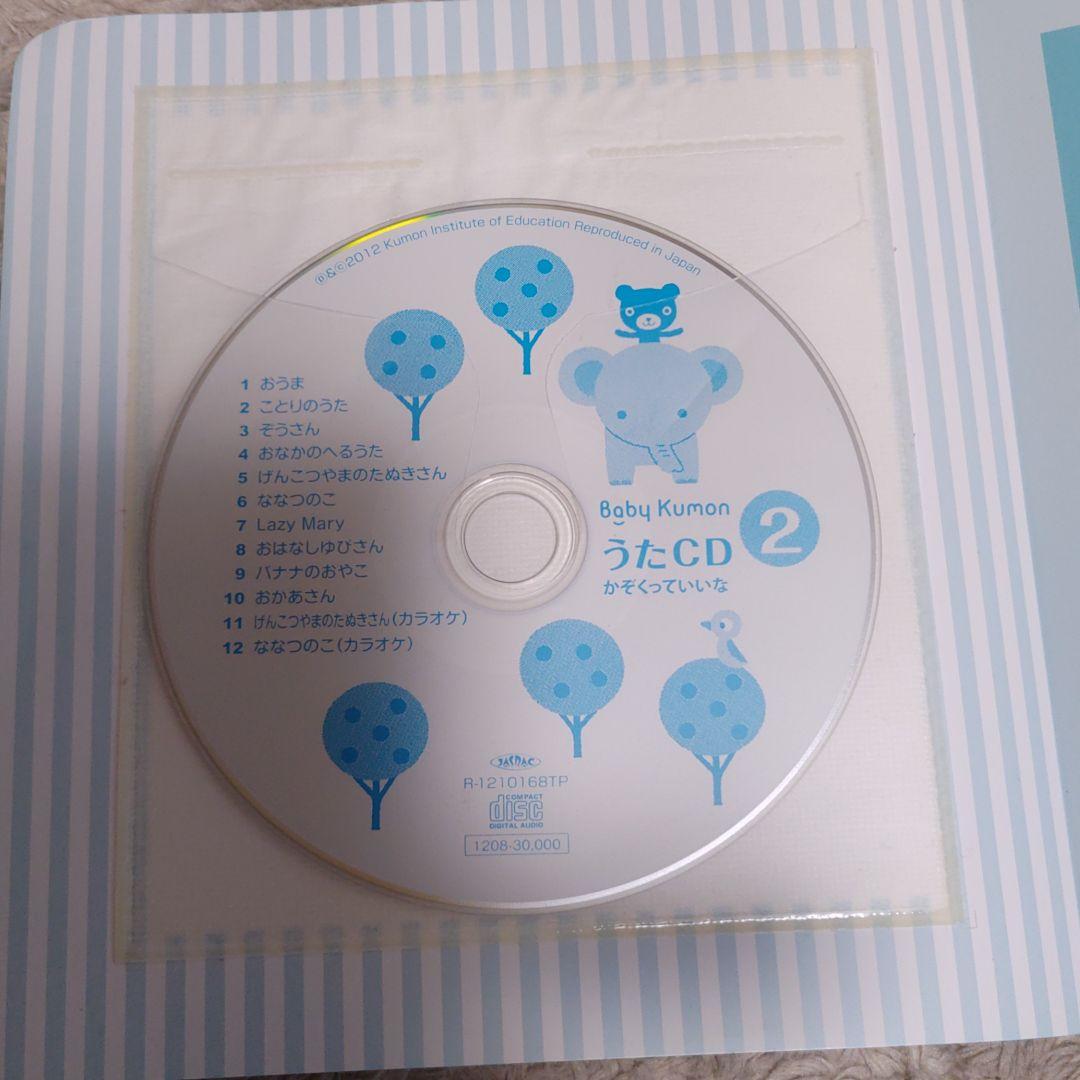 ℗&©2012 Kumon Institute of Education Reproduced in Japan
1 おうま
2 ことりのうた
3 ぞうさん
4 おなかのへるうた
5 げんこつやまのたぬきさん
6 ななつのこ
7 Lazy Mary
8 おはなしゆびさん
9 バナナのおやこ
10 おかあさん
11 げんこつやまのたぬきさん(カラオケ)
12 ななつのこ(カラオケ)
Baby Kumon
うたCD 2
かぞくっていいな
JASRAC
R-1210168TP
COMPACT
disc
DIGITAL AUDIO
1208-30,000